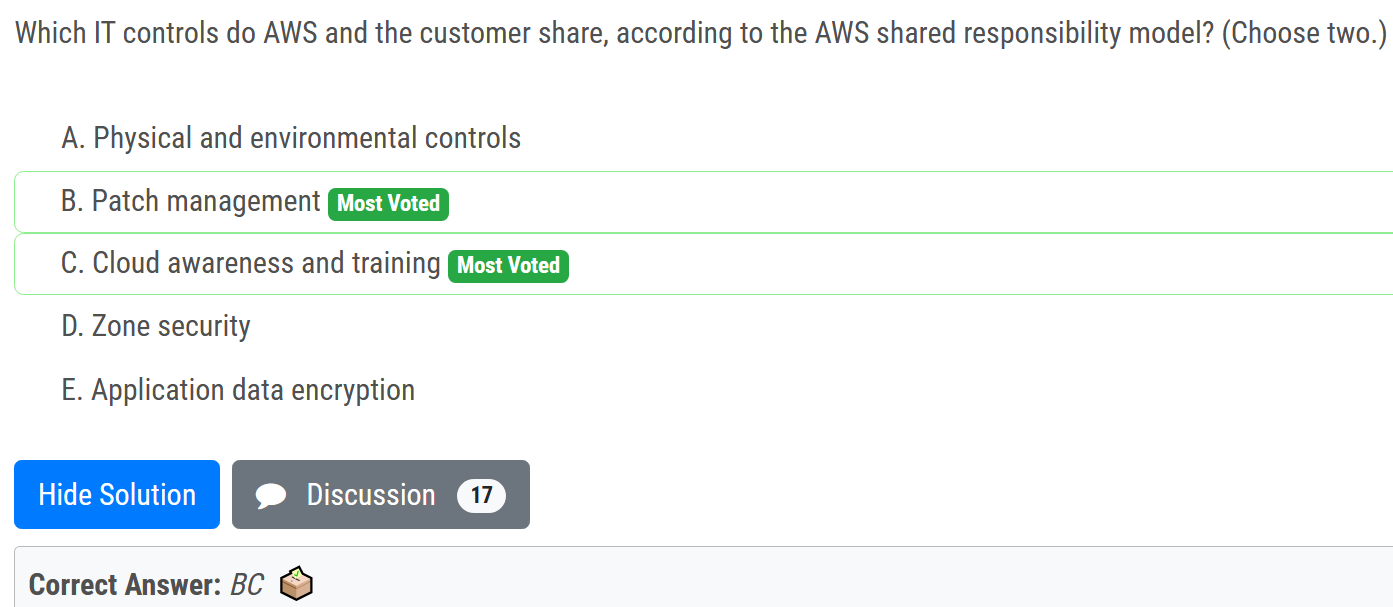 Which IT controls do AWS and the customer share, according to the AWS shared responsibility model? (Choose two.)
A. Physical and environmental controls
B. Patch management Most Voted
C. Cloud awareness and training Most Voted
D. Zone security
E. Application data encryption
Hide Solution Discussion 17
Correct Answer: BC